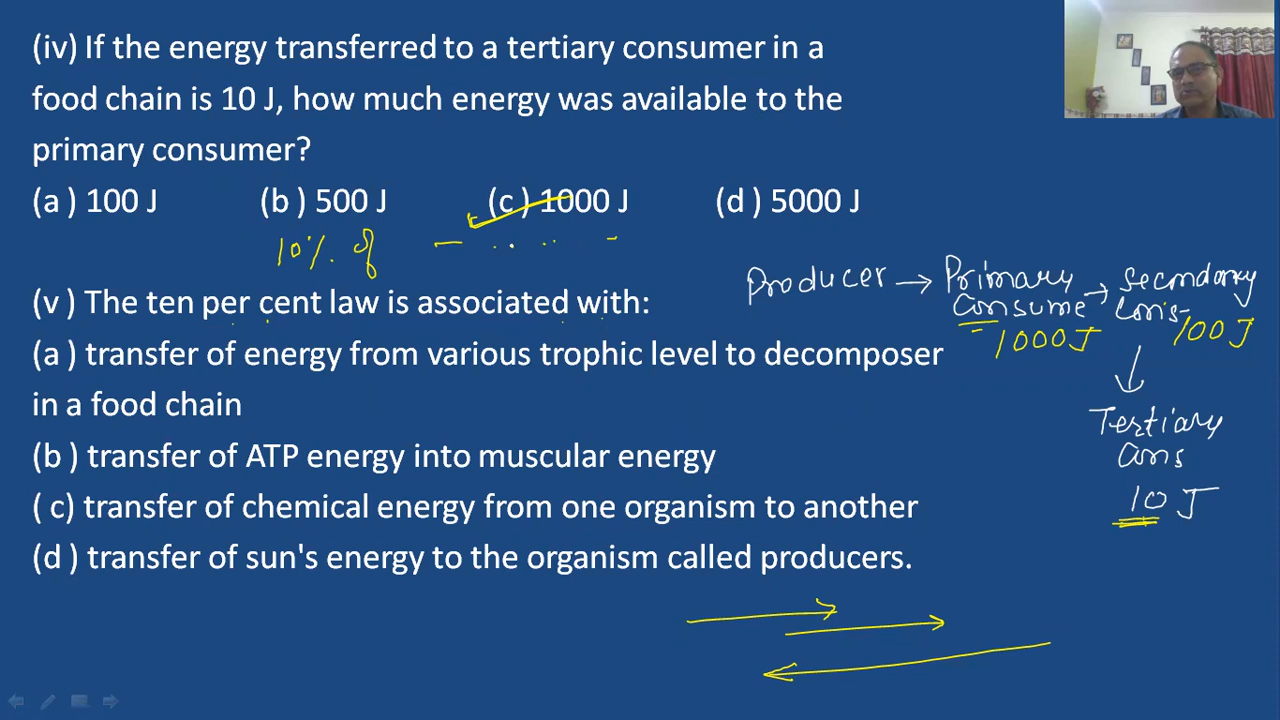 (iv) If the energy transferred to a tertiary consumer in a
food chain is 10 J, how much energy was available to the
primary consumer?
(a ) 100 J (b ) 500 J (c ) 1000 J (d ) 5000 J
10% of
(v ) The ten per cent law is associated with:
(a ) transfer of energy from various trophic level to decomposer
in a food chain
(b ) transfer of ATP energy into muscular energy
( c) transfer of chemical energy from one organism to another
(d ) transfer of sun's energy to the organism called producers.
Producer → Primary → Secondary
Consume Cons
1000J 100J
Tertiary
Cons
10 J